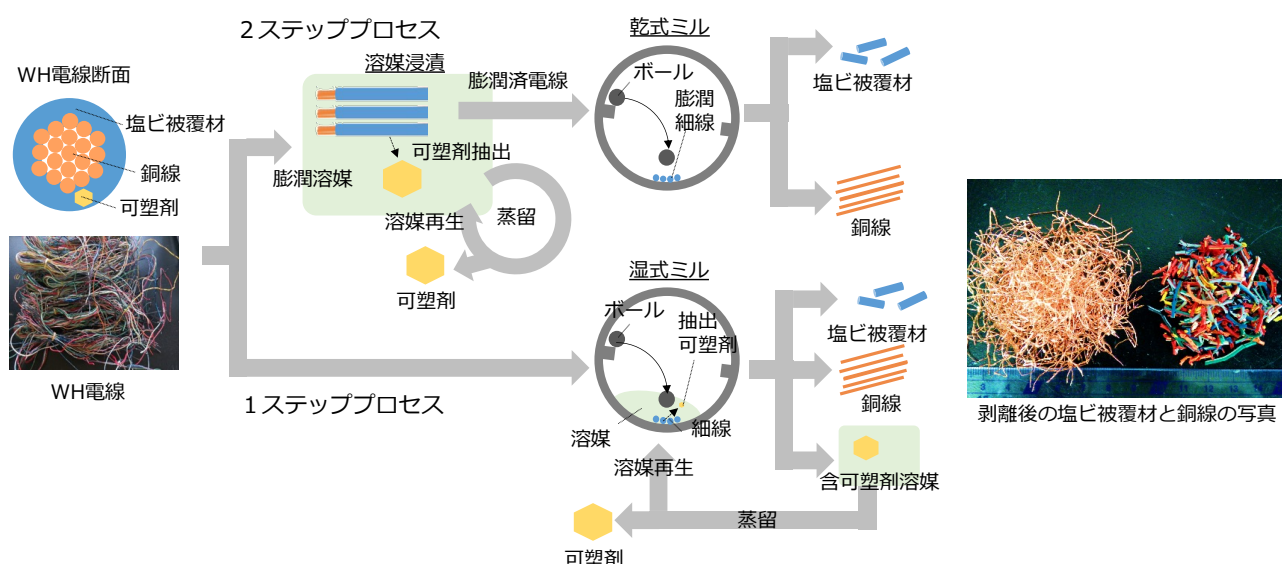 2ステッププロセス
WH電線断面
塩ビ被覆材
銅線
可塑剤
WH電線
溶媒浸漬
可塑剤抽出
膨潤溶媒
溶媒再生
蒸留
可塑剤
膨潤済電線
乾式ミル
ボール
膨潤
細線
塩ビ被覆材
銅線
1ステッププロセス
湿式ミル
ボール
抽出
可塑剤
溶媒
細線
溶媒再生
塩ビ被覆材
銅線
含可塑剤溶媒
蒸留
可塑剤
剥離後の塩ビ被覆材と銅線の写真